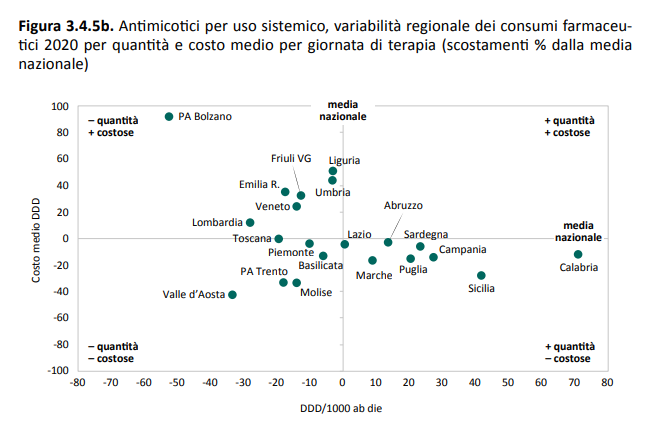 Figura 3.4.5b. Antimicotici per uso sistemico, variabilità regionale dei consumi farmaceu-
tici 2020 per quantità e costo medio per giornata di terapia (scostamenti % dalla media
nazionale)
media
nazionale
– quantità
+ costose
+ quantità
+ costose
100
80
60
40
20
0
-20
-40
-60
-80
-100
Costo medio DDD
PA Bolzano
Friuli VG
Liguria
Emilia R.
Umbria
Veneto
Abruzzo
Lombardia
Toscana
Lazio
Sardegna
media
nazionale
Piemonte
Campania
Basilicata
PA Trento
Marche
Puglia
Calabria
Valle d’Aosta
Molise
Sicilia
– quantità
– costose
+ quantità
– costose
-80 -70 -60 -50 -40 -30 -20 -10 0 10 20 30 40 50 60 70 80
DDD/1000 ab die